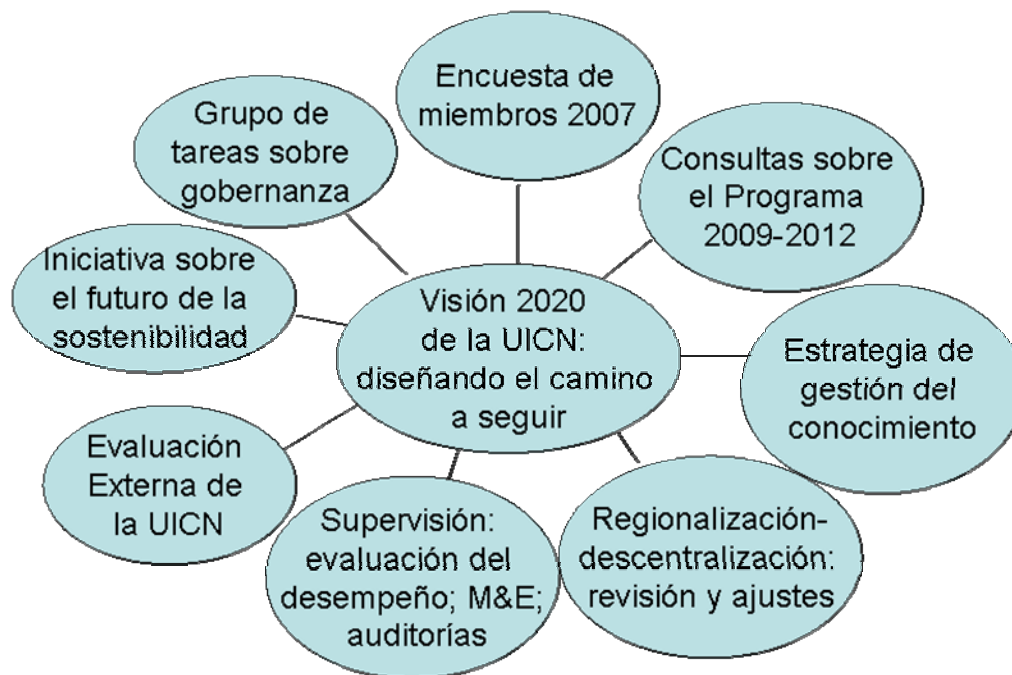 Encuesta de
miembros 2007
Grupo de
tareas sobre
gobernanza
Consultas sobre
el Programa
2009-2012
Iniciativa sobre
el futuro de la
sostenibilidad
Visión 2020
de la UICN:
diseñando el camino
a seguir
Estrategia de
gestión del
conocimiento
Evaluación
Externa de
la UICN
Supervisión:
evaluación del
desempeño; M&E;
auditorías
Regionalización-
descentralización:
revisión y ajustes